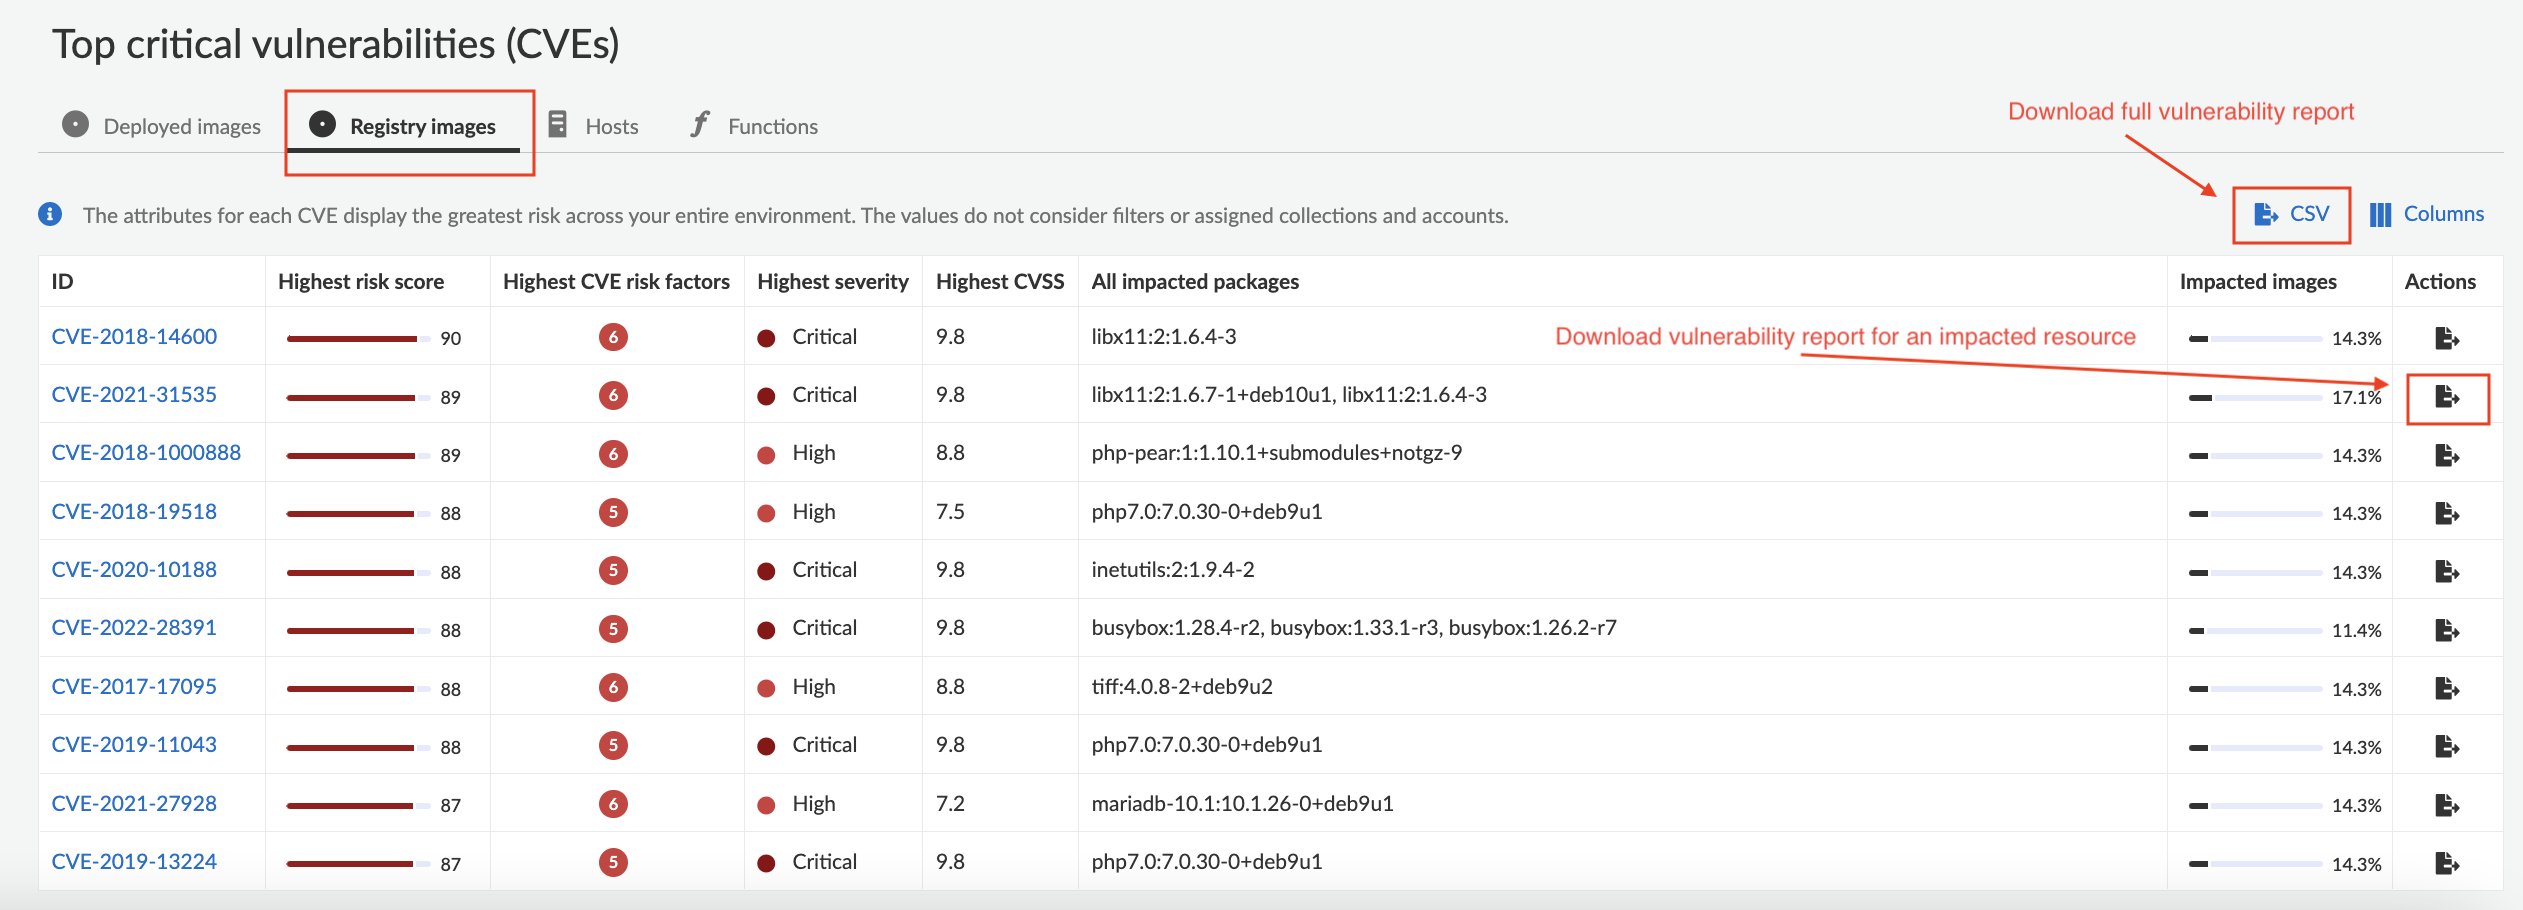 Top critical vulnerabilities (CVEs)
Deployed images Registry images Hosts Functions
Download full vulnerability report
The attributes for each CVE display the greatest risk across your entire environment. The values do not consider filters or assigned collections and accounts. CSV Columns
ID Highest risk score Highest CVE risk factors Highest severity Highest CVSS All impacted packages Impacted images Actions
CVE-2018-14600 90 6 Critical 9.8 libx11:2:1.6.4-3 Download vulnerability report for an impacted resource 14.3%
CVE-2021-31535 89 6 Critical 9.8 libx11:2:1.6.7-1+deb10u1, libx11:2:1.6.4-3 17.1%
CVE-2018-1000888 89 6 High 8.8 php-pear:1:1.10.1+submodules+notgz-9 14.3%
CVE-2018-19518 88 5 High 7.5 php7.0:7.0.30-0+deb9u1 14.3%
CVE-2020-10188 88 5 Critical 9.8 inetutils:2:1.9.4-2 14.3%
CVE-2022-28391 88 5 Critical 9.8 busybox:1.28.4-r2, busybox:1.33.1-r3, busybox:1.26.2-r7 11.4%
CVE-2017-17095 88 6 High 8.8 tiff:4.0.8-2+deb9u2 14.3%
CVE-2019-11043 88 5 Critical 9.8 php7.0:7.0.30-0+deb9u1 14.3%
CVE-2021-27928 87 6 High 7.2 mariadb-10.1:10.1.26-0+deb9u1 14.3%
CVE-2019-13224 87 5 Critical 9.8 php7.0:7.0.30-0+deb9u1 14.3%